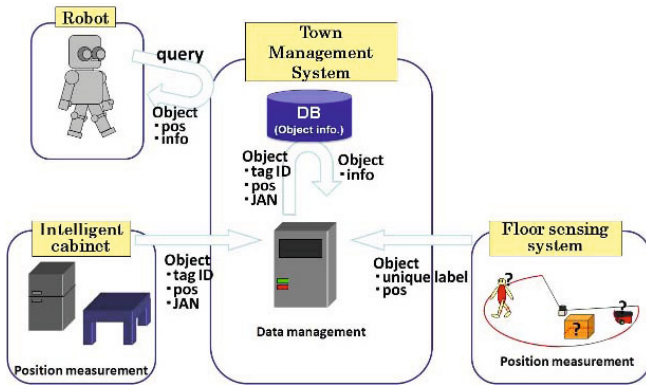 Robot
query
Object
・pos
・info
Town
Management
System
DB
(Object info.)
Object
・tag ID
・pos
・JAN
Object
・info
Intelligent
cabinet
Object
・tag ID
・pos
・JAN
Position measurement
Data management
Floor sensing
system
Object
・unique label
・pos
?
?
?
Position measurement